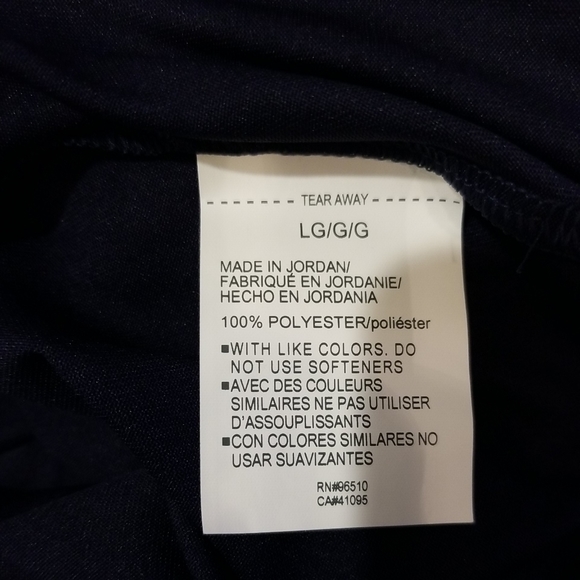 - - - - - - - - TEAR AWAY - - - - - - - -
LG/G/G
MADE IN JORDAN/
FABRIQUÉ EN JORDANIE/
HECHO EN JORDANIA
100% POLYESTER/poliéster
■WITH LIKE COLORS. DO
NOT USE SOFTENERS
■AVEC DES COULEURS
SIMILAIRES NE PAS UTILISER
D'ASSOUPLISSANTS
■CON COLORES SIMILARES NO
USAR SUAVIZANTES
RN#96510
CA#41095